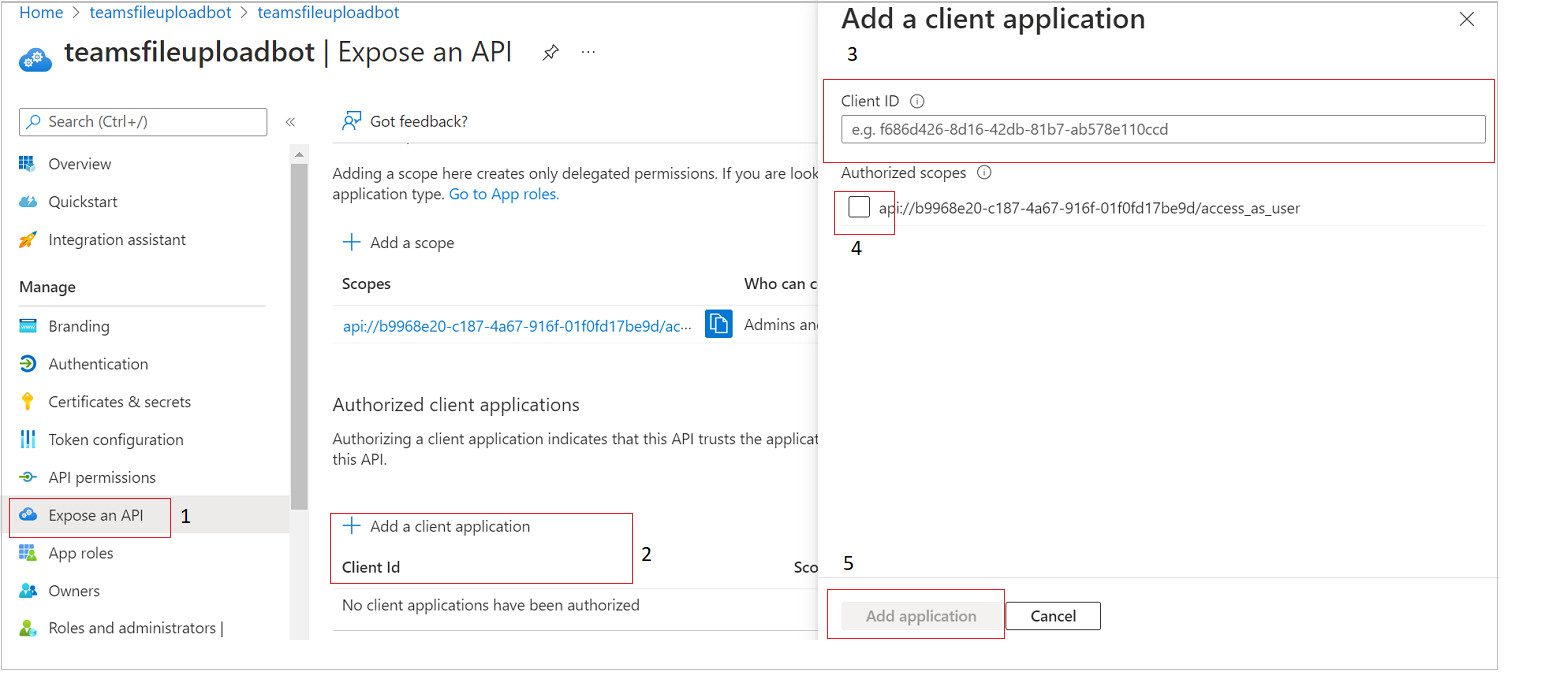 Home > teamsfileuploadbot > teamsfileuploadbot
teamsfileuploadbot | Expose an API
Search (Ctrl+/)
Overview
Quickstart
Integration assistant
Manage
Branding
Authentication
Certificates & secrets
Token configuration
API permissions
Expose an API
1
App roles
Owners
Roles and administrators |
Got feedback?
Adding a scope here creates only delegated permissions. If you are look
application type. Go to App roles.
Add a scope
Scopes Who can c
api://b9968e20-c187-4a67-916f-01f0fd17be9d/ac... Admins an
Authorized client applications
Authorizing a client application indicates that this API trusts the applicat
this API.
Add a client application
2
Client Id Sco
No client applications have been authorized
Add a client application
3
Client ID
e.g. f686d426-8d16-42db-81b7-ab578e110ccd
Authorized scopes
api://b9968e20-c187-4a67-916f-01f0fd17be9d/access_as_user
4
5
Add application Cancel